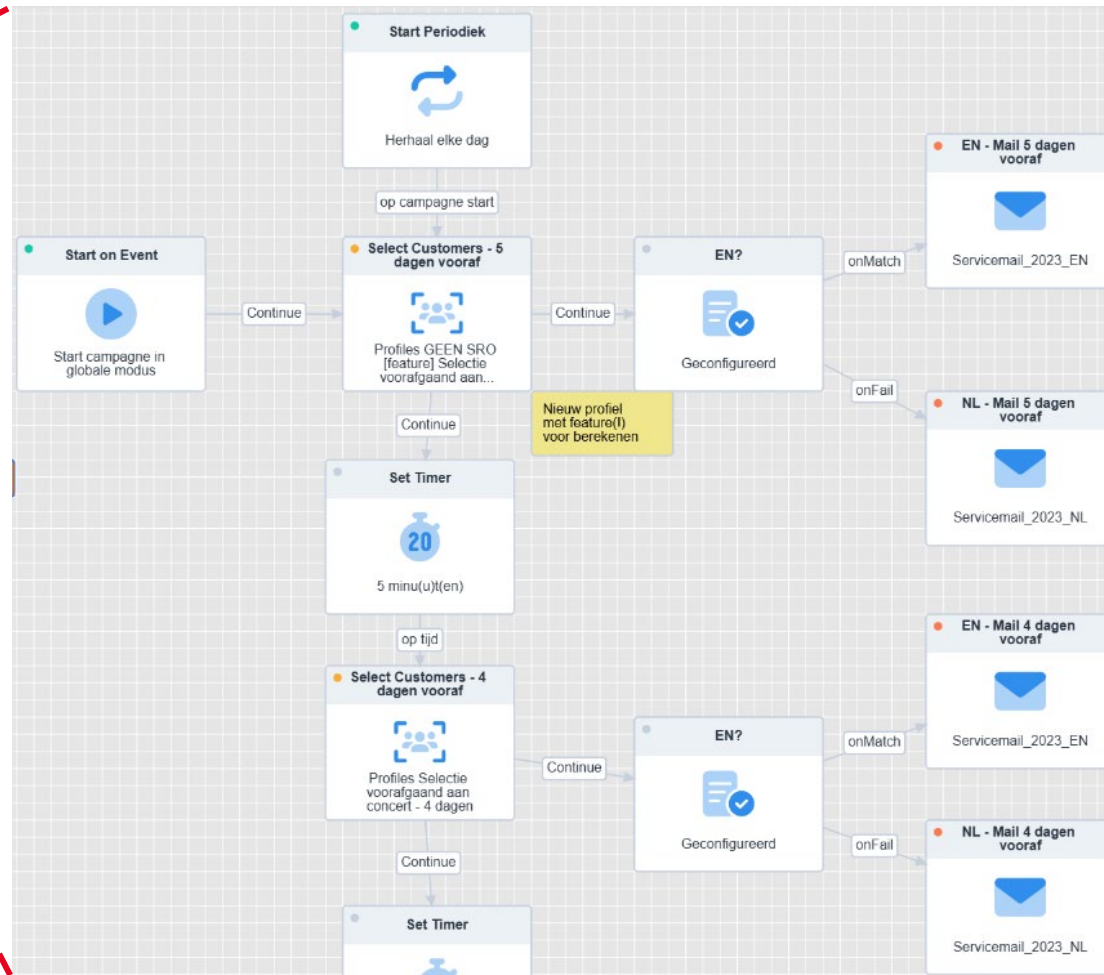 Start Periodiek
Herhaal elke dag
op campagne start
EN - Mail 5 dagen
vooraf
Servicemail_2023_EN
Start on Event
Start campagne in
globale modus
Continue
Select Customers - 5
dagen vooraf
Profiles GEEN SRO
[feature] Selectie
voorafgaand aan...
Continue
EN?
Geconfigureerd
onMatch
onFail
NL - Mail 5 dagen
vooraf
Servicemail_2023_NL
Nieuw profiel
met feature(I)
voor berekenen
Continue
Set Timer
20
5 minu(u)t(en)
op tijd
Select Customers - 4
dagen vooraf
Profiles Selectie
voorafgaand aan
concert - 4 dagen
Continue
EN?
Geconfigureerd
onMatch
onFail
EN - Mail 4 dagen
vooraf
Servicemail_2023_EN
NL - Mail 4 dagen
vooraf
Servicemail_2023_NL
Continue
Set Timer